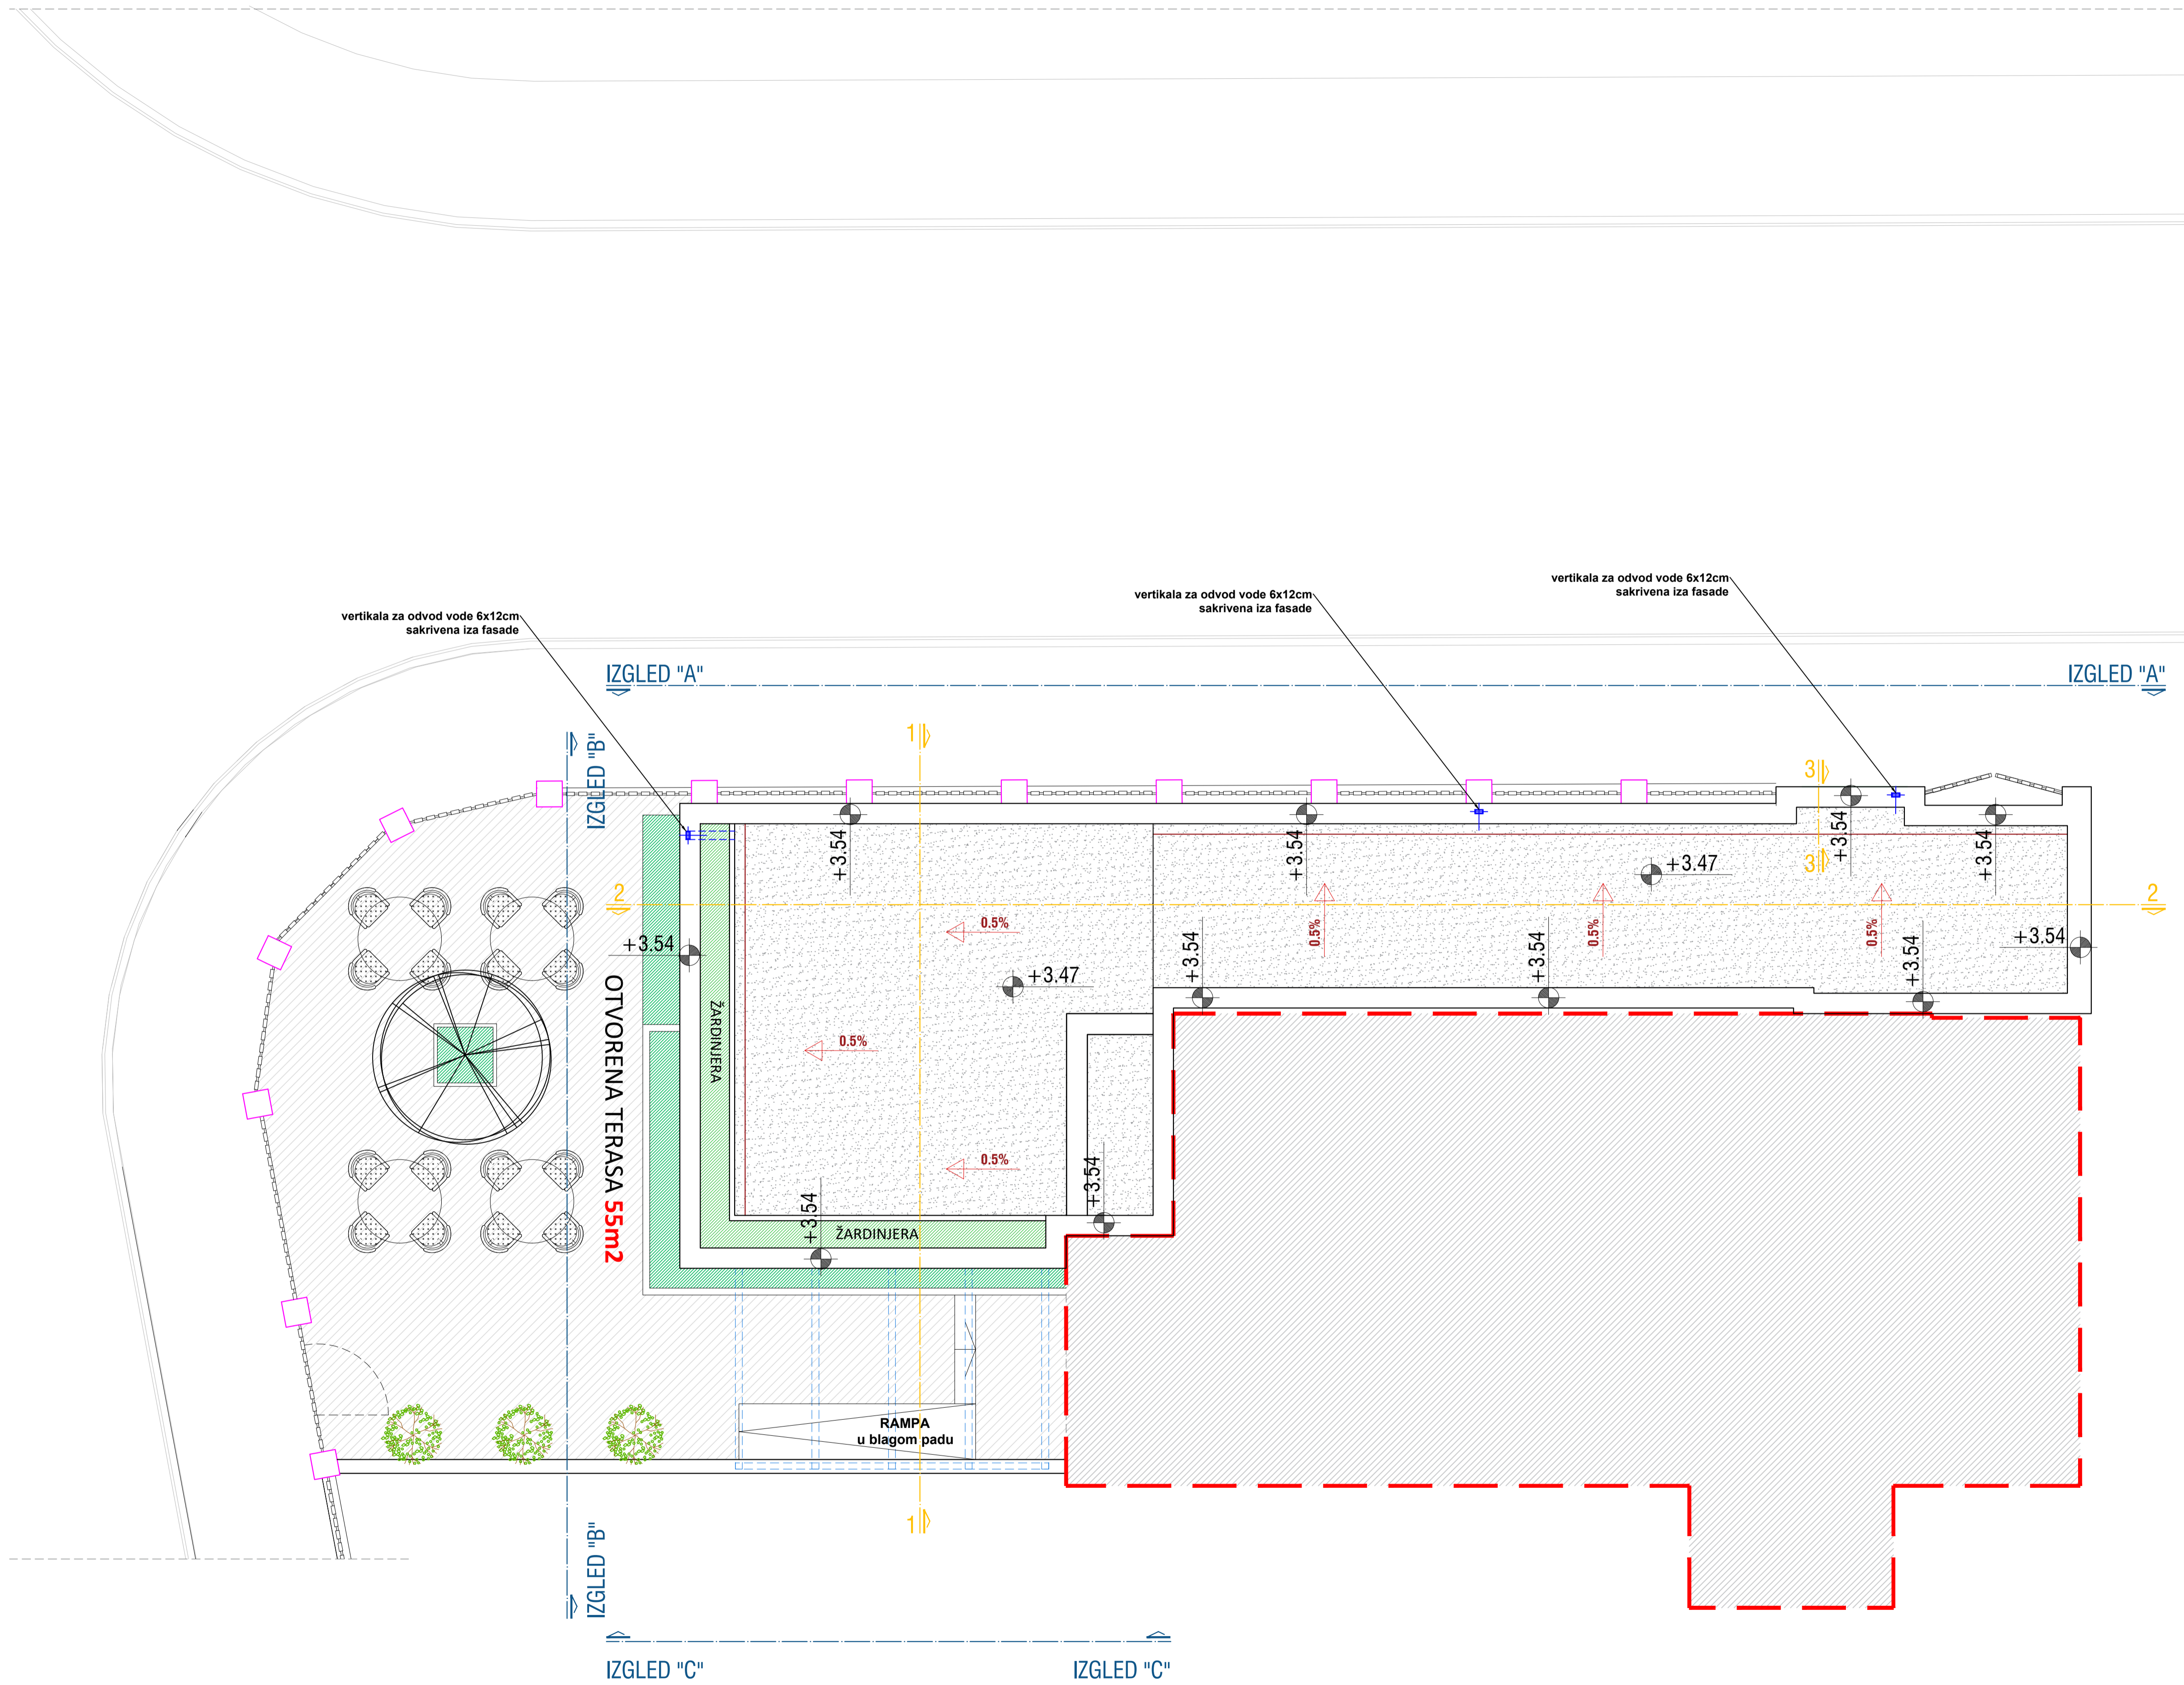 vertikala za odvod vode 6x12cm
sakrivena iza fasade
vertikala za odvod vode 6x12cm
sakrivena iza fasade
vertikala za odvod vode 6x12cm
sakrivena iza fasade
IZGLED "A"
IZGLED "A"
IZGLED "B"
1
3
+3.54
+3.54
+3.54
+3.54
3
+3.47
2
2
0.5%
0.5%
0.5%
0.5%
+3.54
+3.54
+3.54
+3.54
+3.54
+3.47
OTVORENA TERASA 55m2
ŽARDINJERA
0.5%
0.5%
+3.54
+3.54
ŽARDINJERA
RAMPA
u blagom padu
1
IZGLED "B"
IZGLED "C"
IZGLED "C"